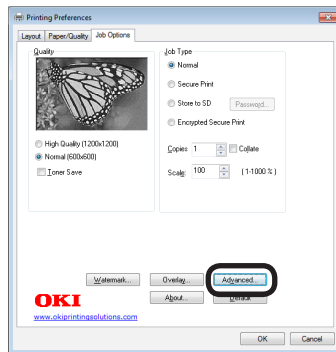 Printing Preferences
Layout Paper/Quality Job Options
Quality
High Quality (1200x1200)
Normal (600x600)
Toner Save
Job Type
Normal
Secure Print
Store to SD Password...
Encrypted Secure Print
Copies 1 Collate
Scale: 100 (1-1000 %)
Watermark... Overlay... Advanced...
OKI About... Default
www.okiprintingsolutions.com
OK Cancel